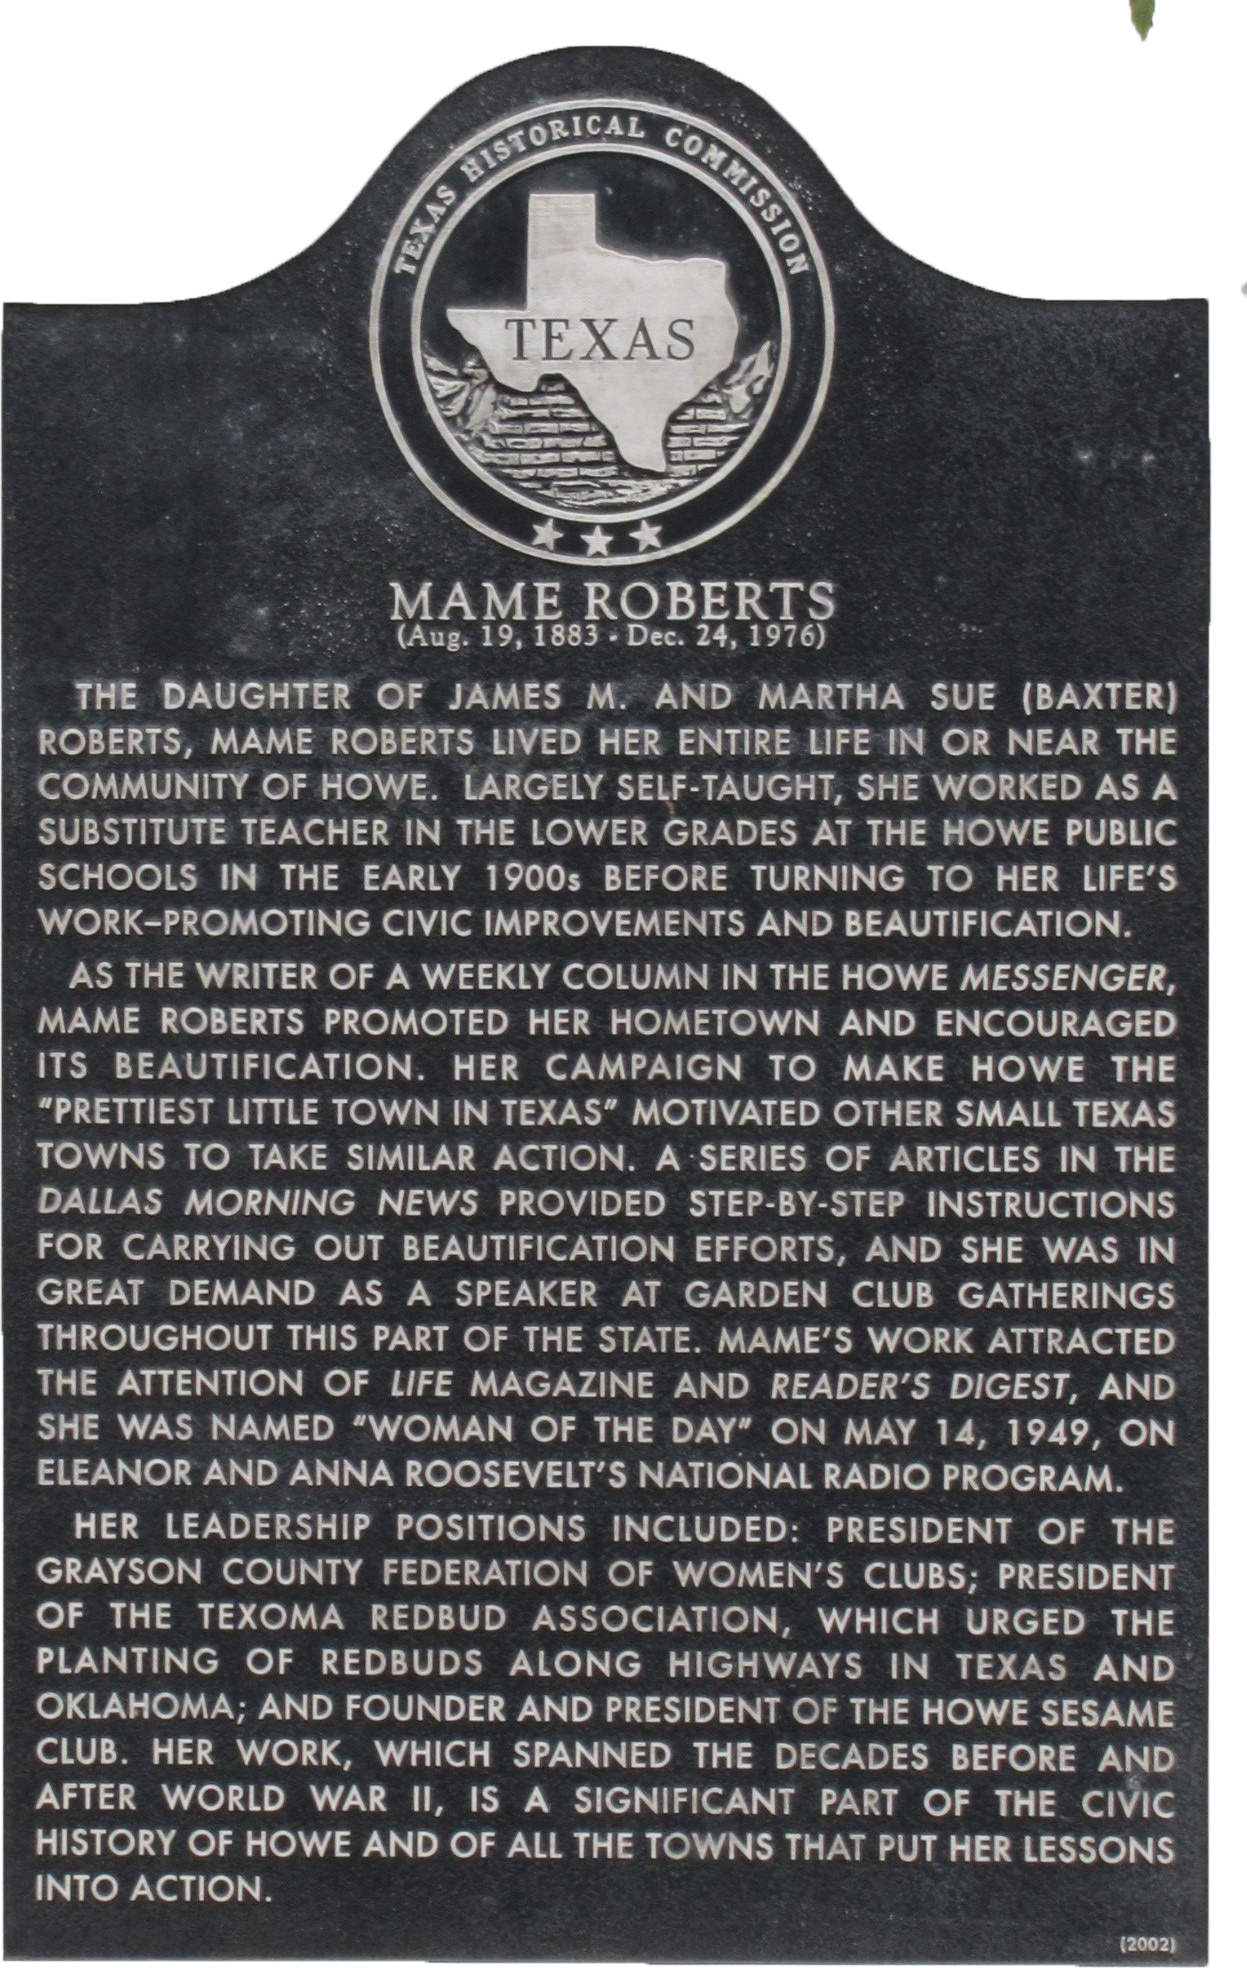 TEXAS HISTORICAL COMMISSION
TEXAS
MAME ROBERTS
(Aug. 19, 1883 - Dec. 24, 1976)
THE DAUGHTER OF JAMES M. AND MARTHA SUE (BAXTER)
ROBERTS, MAME ROBERTS LIVED HER ENTIRE LIFE IN OR NEAR THE
COMMUNITY OF HOWE. LARGELY SELF-TAUGHT, SHE WORKED AS A
SUBSTITUTE TEACHER IN THE LOWER GRADES AT THE HOWE PUBLIC
SCHOOLS IN THE EARLY 1900s BEFORE TURNING TO HER LIFE'S
WORK–PROMOTING CIVIC IMPROVEMENTS AND BEAUTIFICATION.
AS THE WRITER OF A WEEKLY COLUMN IN THE HOWE MESSENGER,
MAME ROBERTS PROMOTED HER HOMETOWN AND ENCOURAGED
ITS BEAUTIFICATION. HER CAMPAIGN TO MAKE HOWE THE
"PRETTIEST LITTLE TOWN IN TEXAS" MOTIVATED OTHER SMALL TEXAS
TOWNS TO TAKE SIMILAR ACTION. A SERIES OF ARTICLES IN THE
DALLAS MORNING NEWS PROVIDED STEP-BY-STEP INSTRUCTIONS
FOR CARRYING OUT BEAUTIFICATION EFFORTS, AND SHE WAS IN
GREAT DEMAND AS A SPEAKER AT GARDEN CLUB GATHERINGS
THROUGHOUT THIS PART OF THE STATE. MAME'S WORK ATTRACTED
THE ATTENTION OF LIFE MAGAZINE AND READER'S DIGEST, AND
SHE WAS NAMED "WOMAN OF THE DAY" ON MAY 14, 1949, ON
ELEANOR AND ANNA ROOSEVELT'S NATIONAL RADIO PROGRAM.
HER LEADERSHIP POSITIONS INCLUDED: PRESIDENT OF THE
GRAYSON COUNTY FEDERATION OF WOMEN'S CLUBS; PRESIDENT
OF THE TEXOMA REDBUD ASSOCIATION, WHICH URGED THE
PLANTING OF REDBUDS ALONG HIGHWAYS IN TEXAS AND
OKLAHOMA; AND FOUNDER AND PRESIDENT OF THE HOWE SESAME
CLUB. HER WORK, WHICH SPANNED THE DECADES BEFORE AND
AFTER WORLD WAR II, IS A SIGNIFICANT PART OF THE CIVIC
HISTORY OF HOWE AND OF ALL THE TOWNS THAT PUT HER LESSONS
INTO ACTION.
(2002)